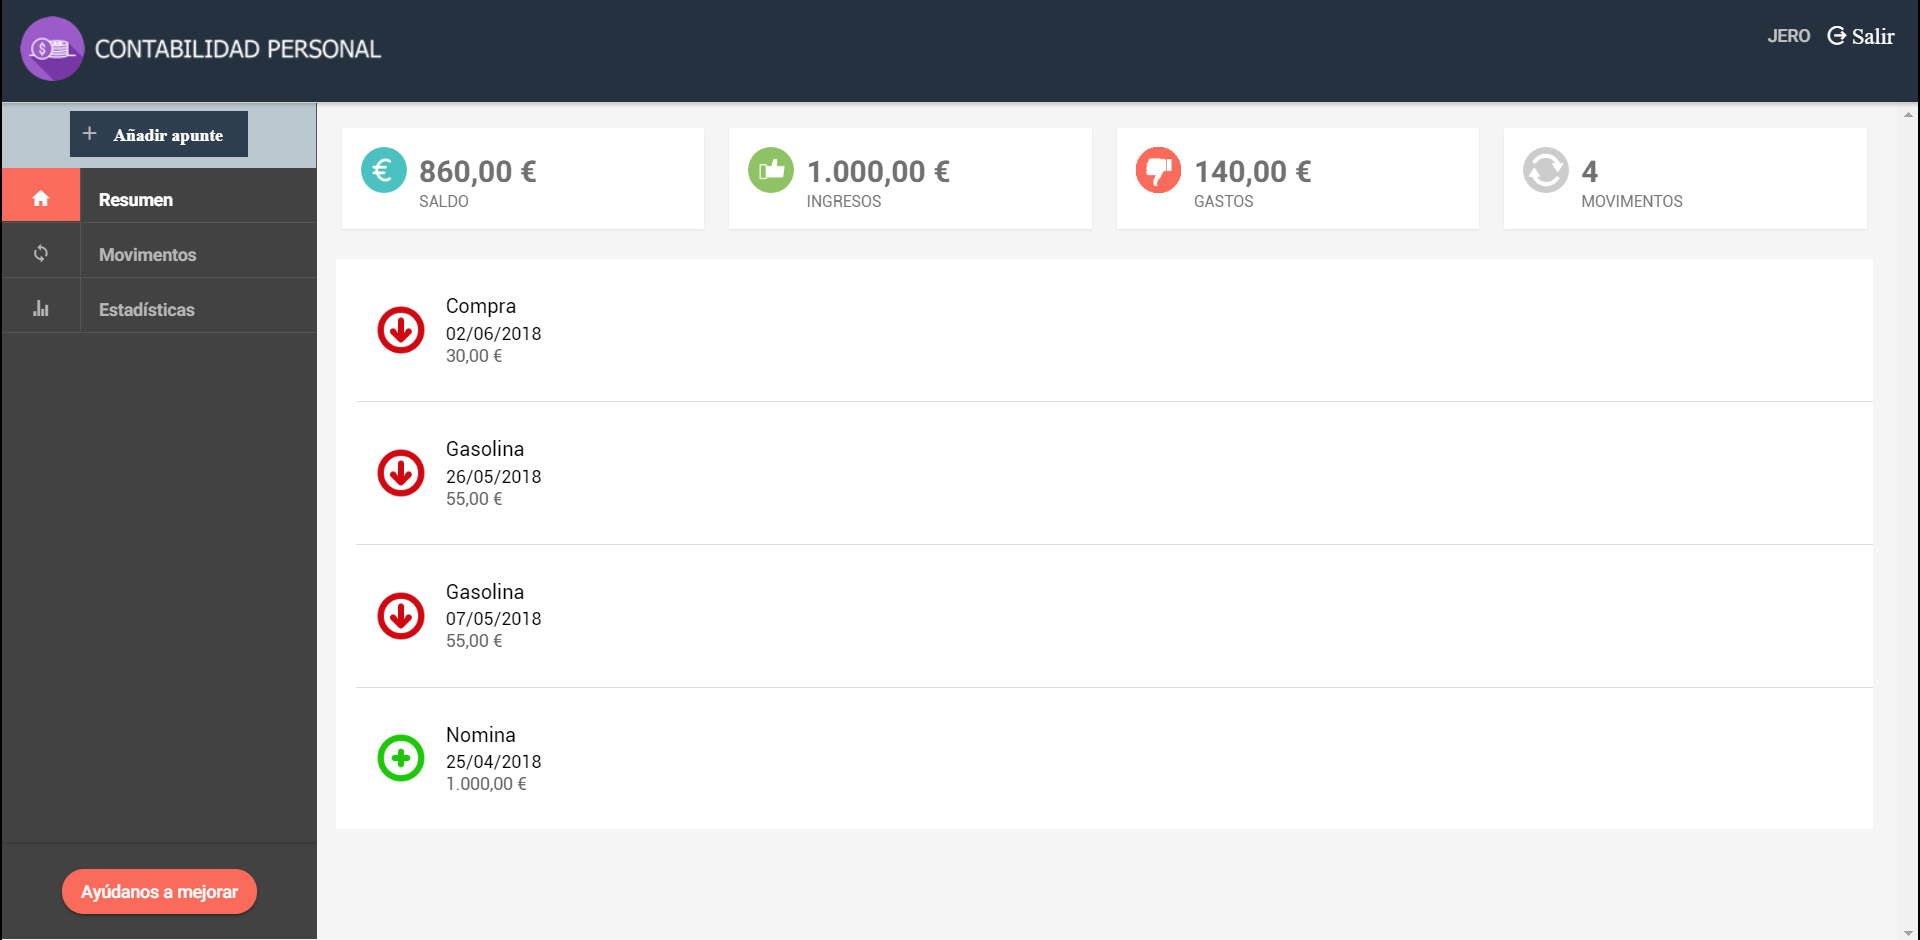 CONTABILIDAD PERSONAL
JERO Salir
Añadir apunte
Resumen
Movimentos
Estadísticas
Ayúdanos a mejorar
860,00 €
SALDO
1.000,00 €
INGRESOS
140,00 €
GASTOS
4
MOVIMENTOS
Compra
02/06/2018
30,00 €
Gasolina
26/05/2018
55,00 €
Gasolina
07/05/2018
55,00 €
Nomina
25/04/2018
1.000,00 €